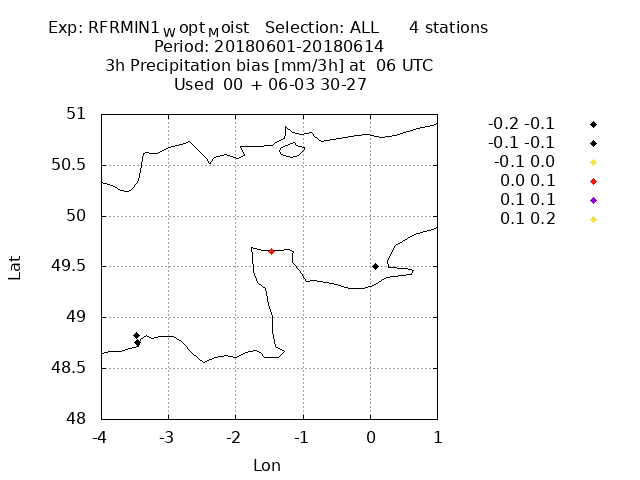 Exp: RFRMIN1WoptMoist   Selection: ALL      4 stations
Period: 20180601-20180614
3h Precipitation bias [mm/3h] at  06 UTC
Used  00 + 06-03 30-27
51
50.5
50
49.5
49
48.5
48
Lat
-4 -3 -2 -1 0 1
Lon
-0.2 -0.1
-0.1 -0.1
-0.1 0.0
0.0 0.1
0.1 0.1
0.1 0.2